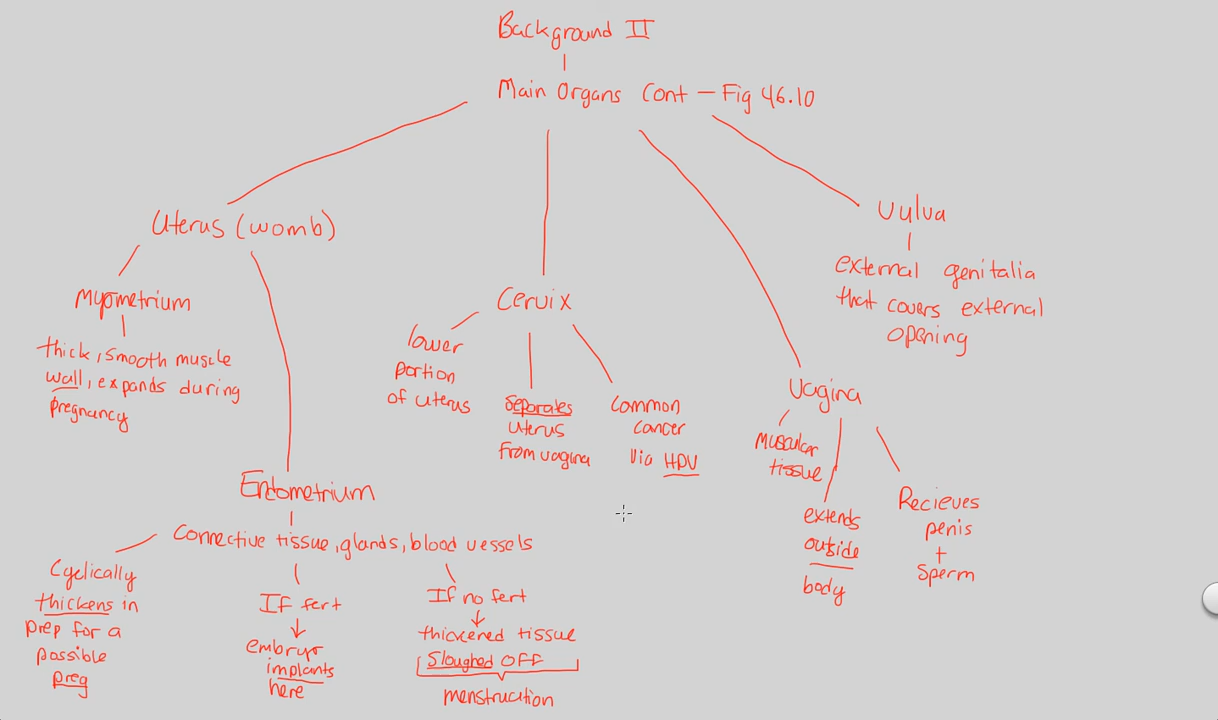 Background II
Main Organs Cont - Fig 46.10
Uterus (womb)
Myometrium
thick, smooth muscle
wall, expands during
pregnancy
Endometrium
Connective tissue, glands, blood vessels
Cyclically
thickens in
prep for a
possible
preg
If fert
embryo
implants
here
If no fert
thickened tissue
Sloughed OFF
menstruation
Cervix
lower
portion
of uterus
Separates
uterus
from vagina
Common
cancer
via HPV
Vagina
Muscular
tissue
extends
outside
body
Recieves
penis
+
Sperm
Vulva
external genitalia
that covers external
opening